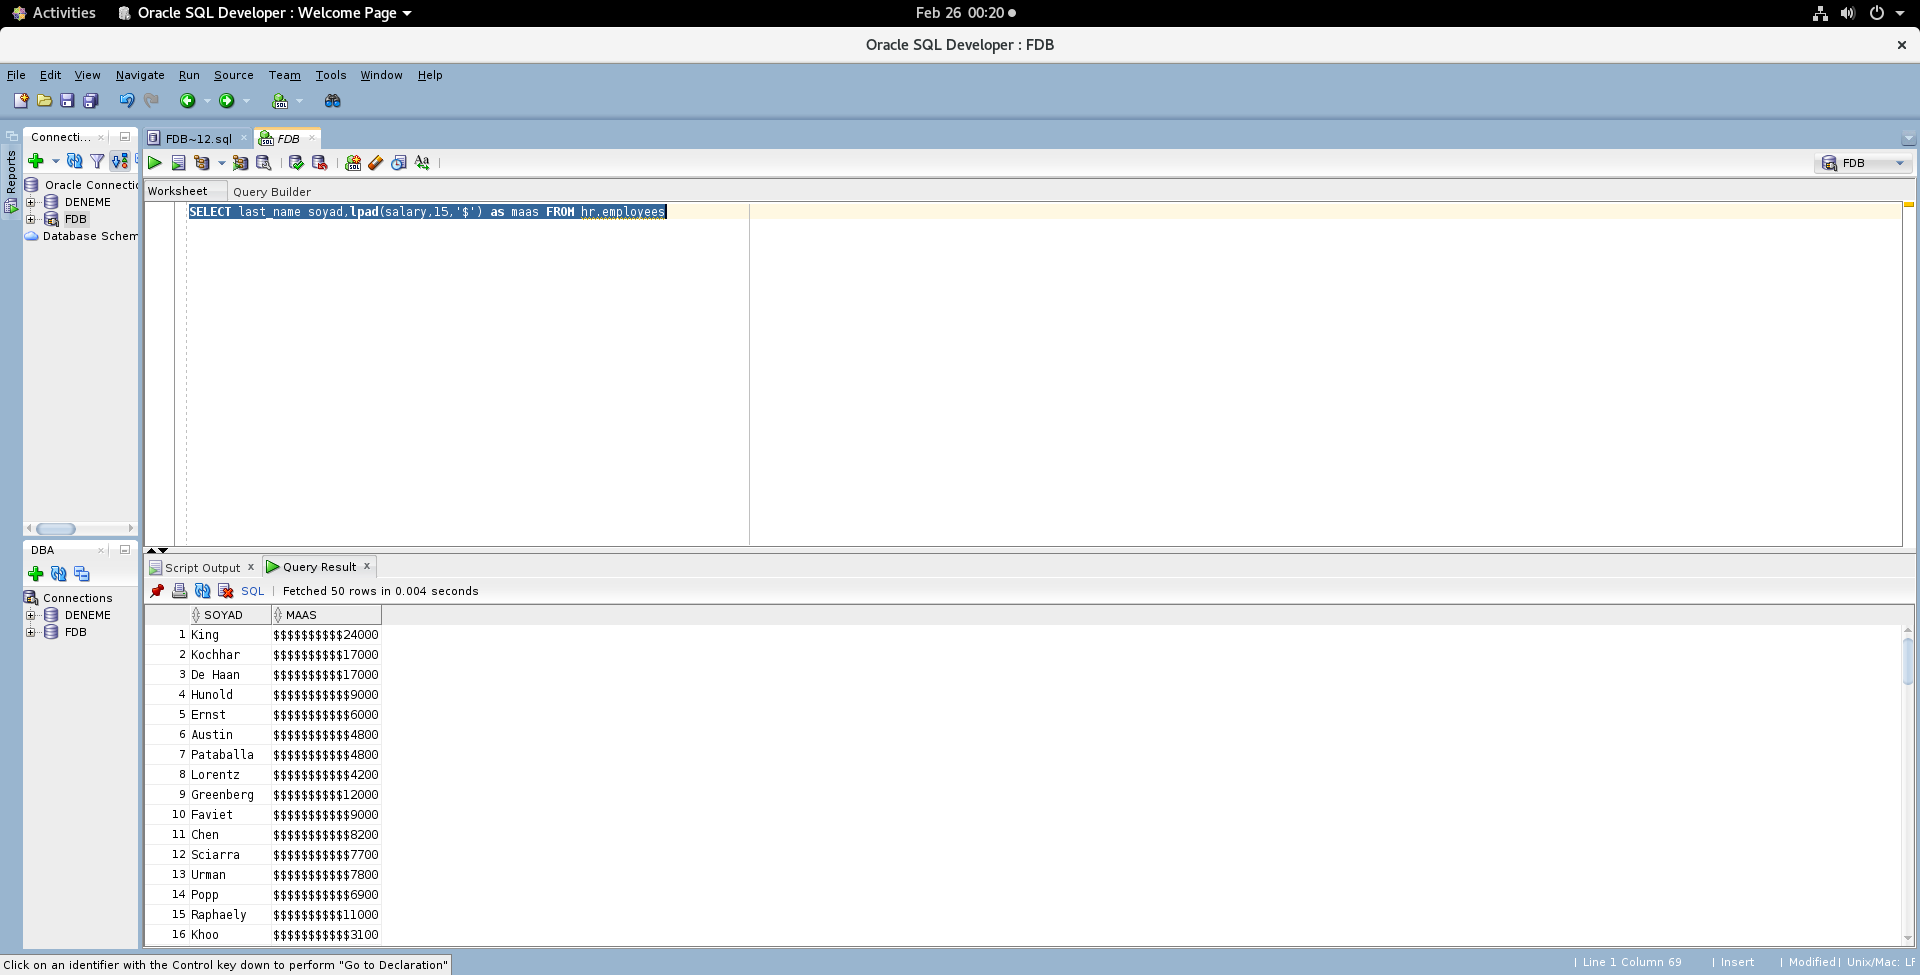 Activities
Oracle SQL Developer : Welcome Page
Feb 26 00:20
Oracle SQL Developer : FDB
File Edit View Navigate Run Source Team Tools Window Help
Reports
Connecti...
Oracle Connectio
DENEME
FDB
Database Schem
FDB~12.sql
FDB
FDB
Worksheet
Query Builder
SELECT last_name soyad,lpad(salary,15,'$') as maas FROM hr.employees
DBA
Connections
DENEME
FDB
Script Output
Query Result
SQL
Fetched 50 rows in 0.004 seconds
SOYAD MAAS
1 King $$$$$$$$$$24000
2 Kochhar $$$$$$$$$$17000
3 De Haan $$$$$$$$$$17000
4 Hunold $$$$$$$$$$$9000
5 Ernst $$$$$$$$$$$6000
6 Austin $$$$$$$$$$$4800
7 Pataballa $$$$$$$$$$$4800
8 Lorentz $$$$$$$$$$$4200
9 Greenberg $$$$$$$$$$12000
10 Faviet $$$$$$$$$$$9000
11 Chen $$$$$$$$$$$8200
12 Sciarra $$$$$$$$$$$7700
13 Urman $$$$$$$$$$$7800
14 Popp $$$$$$$$$$$6900
15 Raphaely $$$$$$$$$$11000
16 Khoo $$$$$$$$$$$3100
Click on an identifier with the Control key down to perform "Go to Declaration"
Line 1 Column 69
Insert
Modified
Unix/Mac: LF